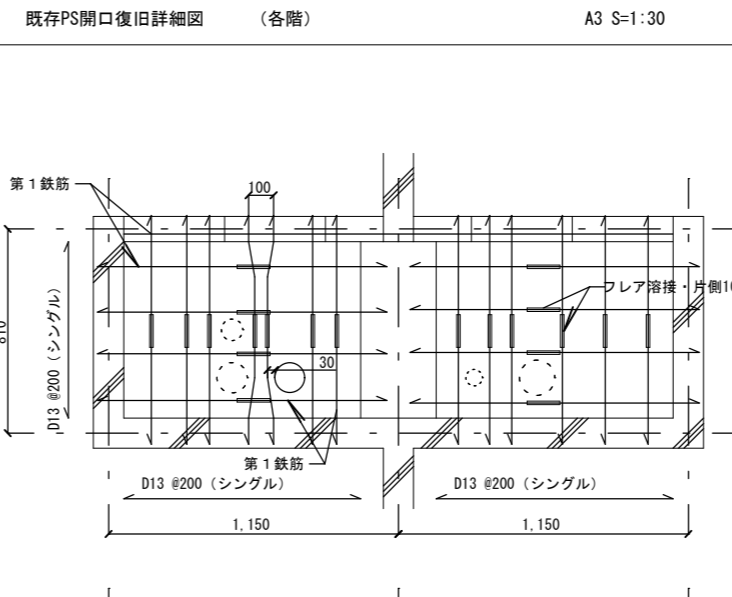 既存PS開口復旧詳細図 (各階) A3 S=1:30
第1鉄筋
100
フレア溶接・片側10
D13 @200 (シングル)
30
第1鉄筋
D13 @200 (シングル) D13 @200 (シングル)
1,150 1,150